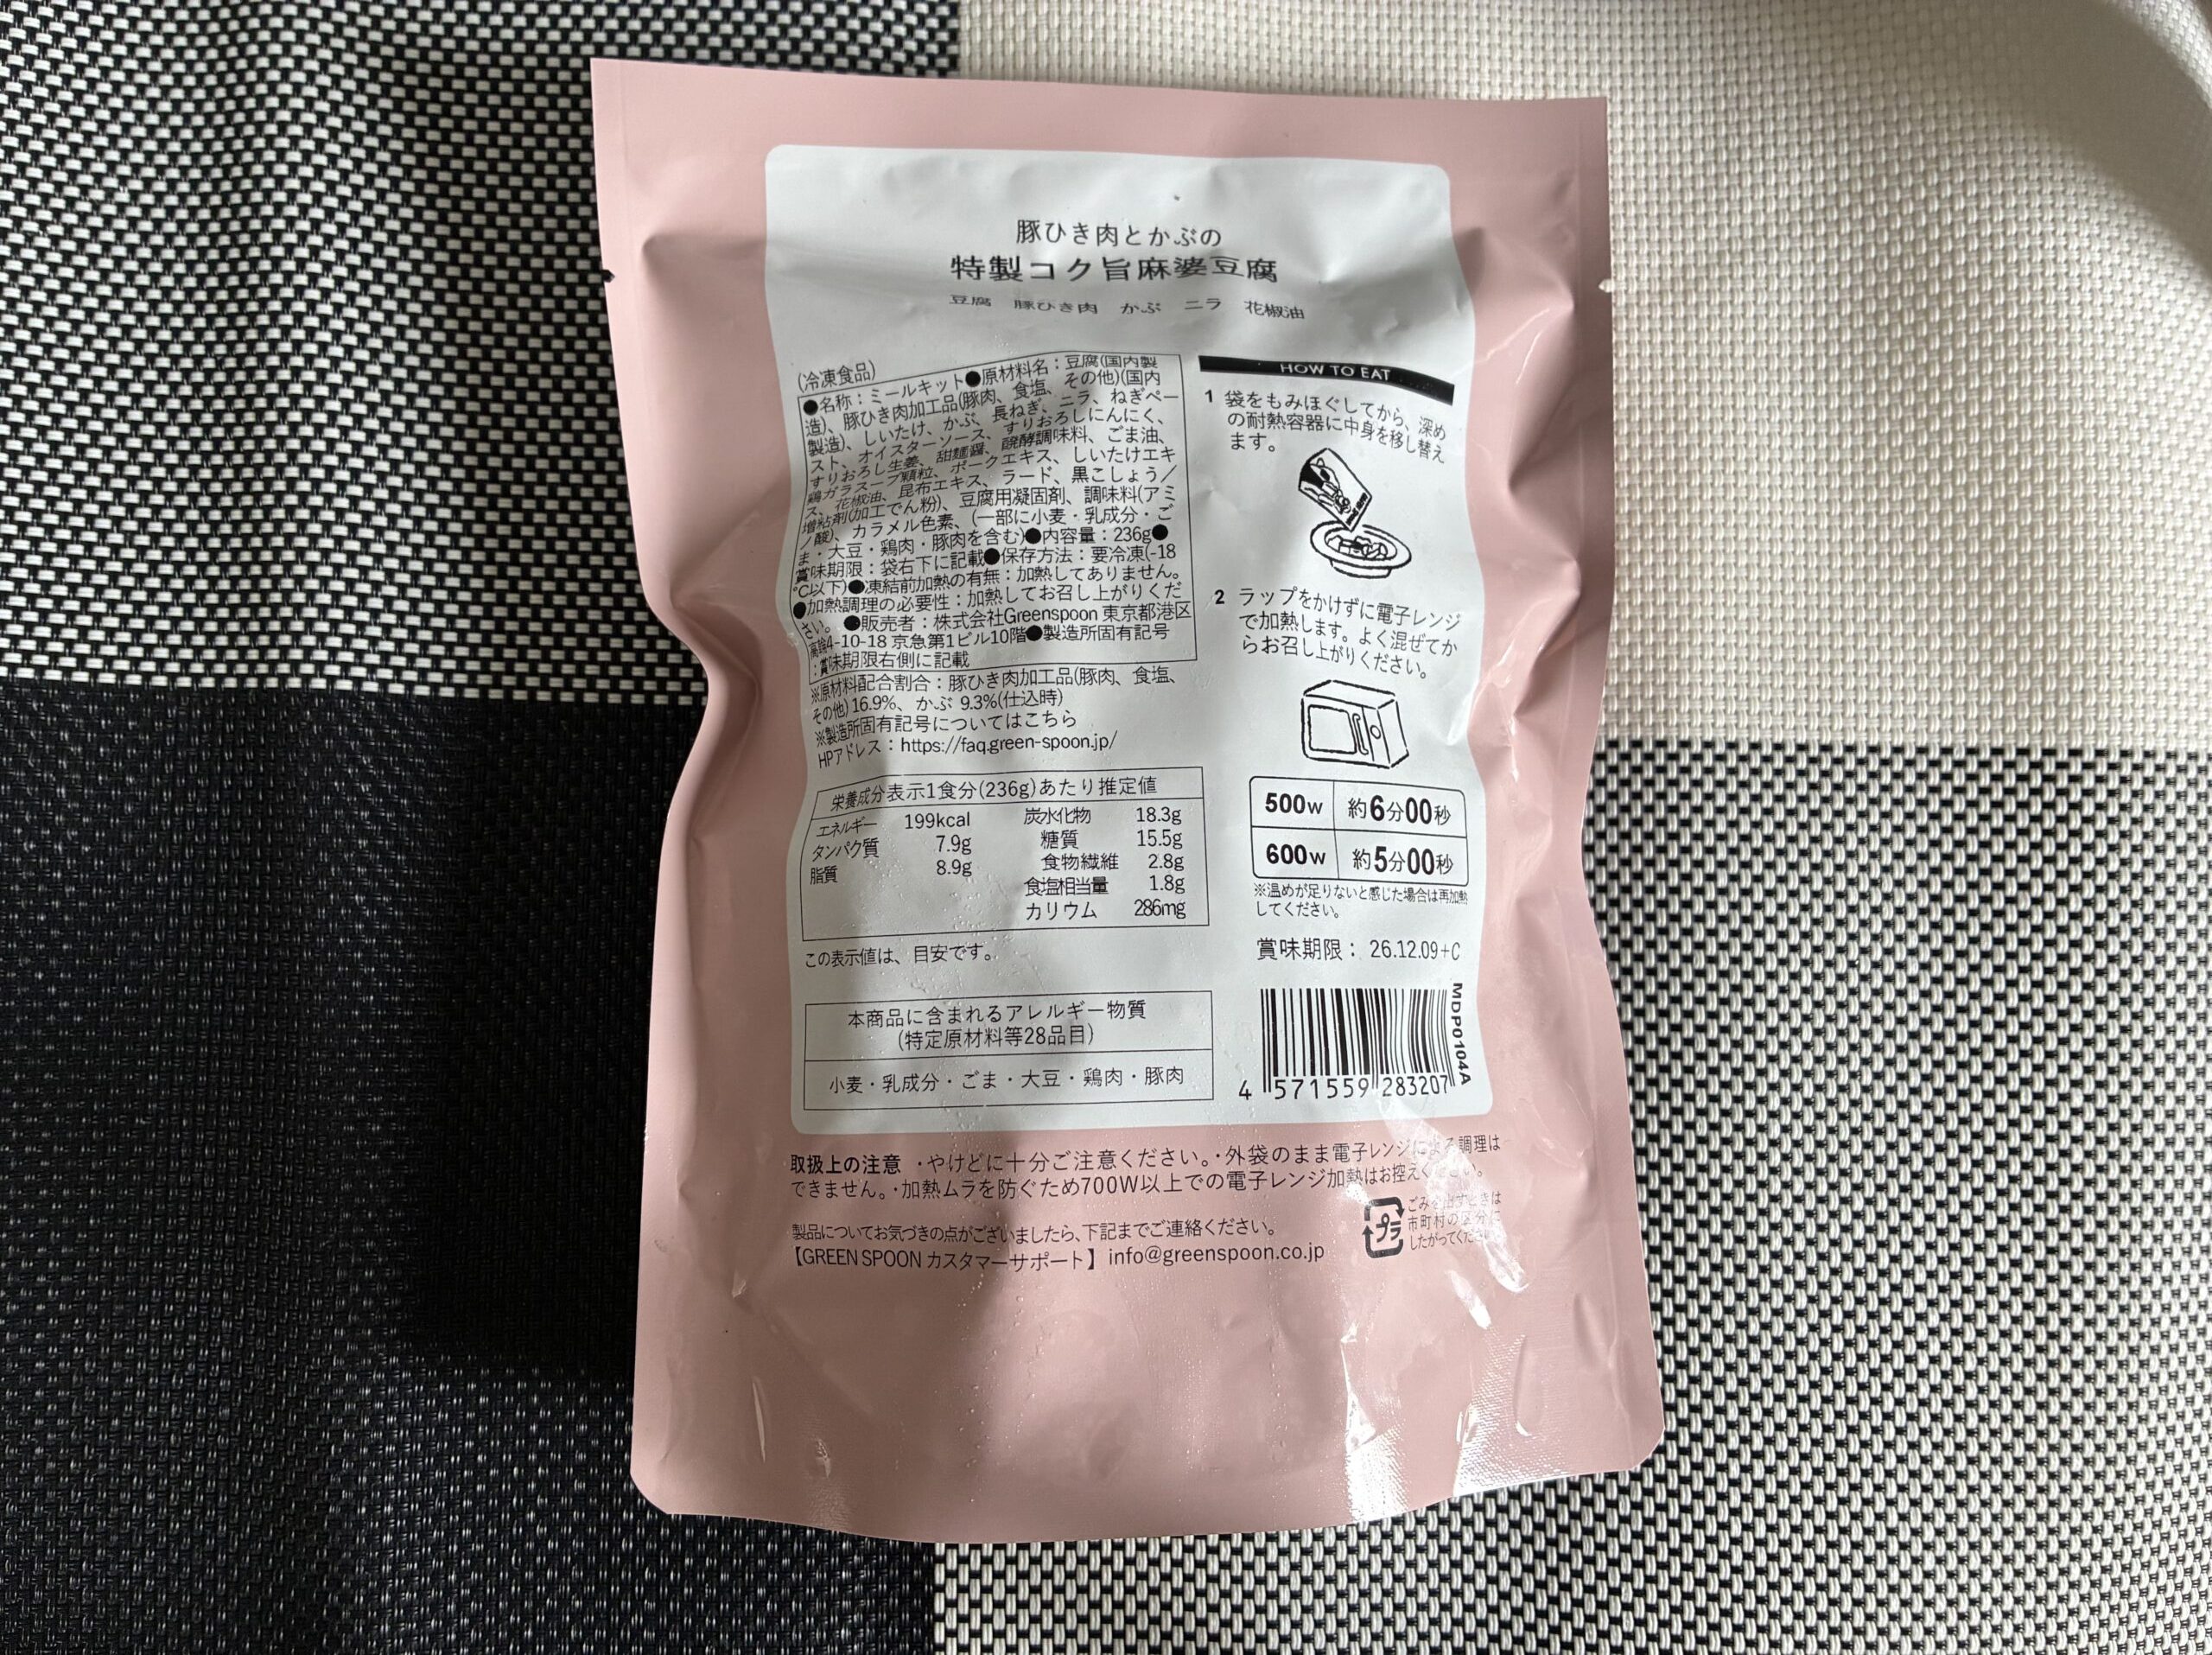 豚ひき肉とかぶの
特製コク旨麻婆豆腐
豆腐 豚ひき肉 かぶ ニラ 花椒油
(冷凍食品)
●名称：ミールキット●原材料名：豆腐(国内製
造)、豚ひき肉加工品(豚肉、食塩、その他)(国内
製造)、しいたけ、かぶ、長ねぎ、ニラ、ねぎペー
スト、オイスターソース、すりおろしにんにく、
すりおろし生姜、甜麺醤、醗酵調味料、ごま油、
鶏ガラスープ顆粒、ポークエキス、しいたけエキ
ス、花椒油、昆布エキス、ラード、黒こしょう／
増粘剤(加工でん粉)、豆腐用凝固剤、調味料(アミ
ノ酸)、カラメル色素、(一部に小麦・乳成分・ご
ま・大豆・鶏肉・豚肉を含む)●内容量：236g●
賞味期限：袋右下に記載●保存方法：要冷凍(-18
℃以下)●凍結前加熱の有無：加熱してありません。
●加熱調理の必要性：加熱してお召し上がりくだ
さい。●販売者：株式会社Greenspoon 東京都港区
高輪4-10-18 京急第1ビル10階●製造所固有記号
：賞味期限右側に記載
※原材料配合割合：豚ひき肉加工品(豚肉、食塩、
その他) 16.9%、かぶ 9.3%(仕込時)
※製造所固有記号についてはこちら
HPアドレス：https://faq.green-spoon.jp/
栄養成分表示1食分(236g)あたり推定値
エネルギー 199kcal
タンパク質 7.9g
脂質 8.9g
炭水化物 18.3g
糖質 15.5g
食物繊維 2.8g
食塩相当量 1.8g
カリウム 286mg
この表示値は、目安です。
本商品に含まれるアレルギー物質
(特定原材料等28品目)
小麦・乳成分・ごま・大豆・鶏肉・豚肉
HOW TO EAT
1 袋をもみほぐしてから、深め
の耐熱容器に中身を移し替え
ます。
2 ラップをかけずに電子レンジ
で加熱します。よく混ぜてか
らお召し上がりください。
500w 約6分00秒
600w 約5分00秒
※温めが足りないと感じた場合は再加熱
してください。
賞味期限： 26.12.09+C
MDP0104A
4 571559 283207
取扱上の注意 ・やけどに十分ご注意ください。・外袋のまま電子レンジによる調理は
できません。・加熱ムラを防ぐため700W以上での電子レンジ加熱はお控えください。
製品についてお気づきの点がございましたら、下記までご連絡ください。
【GREEN SPOON カスタマーサポート】 info@greenspoon.co.jp
プラ
ごみを出すときは
市町村の区分に
したがってください。